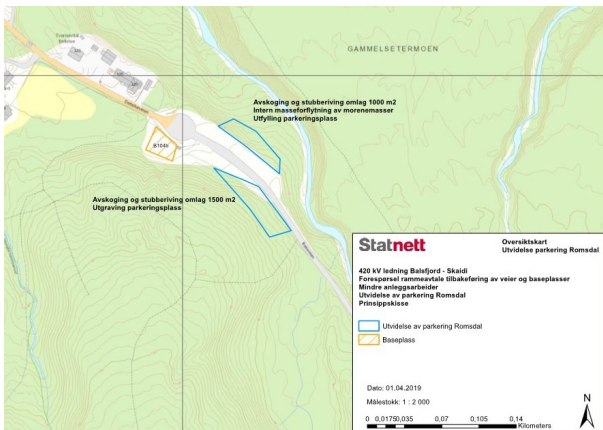 GAMMELSETERMOEN
Avskoging og stubberiving omlag 1000 m2
Intern masseforflytning av morenemasser
Utfylling parkeringsplass
B104b
Avskoging og stubberiving omlag 1500 m2
Utgraving parkeringsplass
Statnett
Oversiktskart
Utvidelse parkering Romsdal
420 kV ledning Balsfjord - Skaidi
Forespørsel rammeavtale tilbakeføring av veier og baseplasser
Mindre anleggsarbeider
Utvidelse av parkering Romsdal
Prinsippskisse
Utvidelse av parkering Romsdal
Baseplass
Dato: 01.04.2019
Målestokk: 1 : 2 000
N
0 0,01750,035 0,07 0,105 0,14
Kilometers